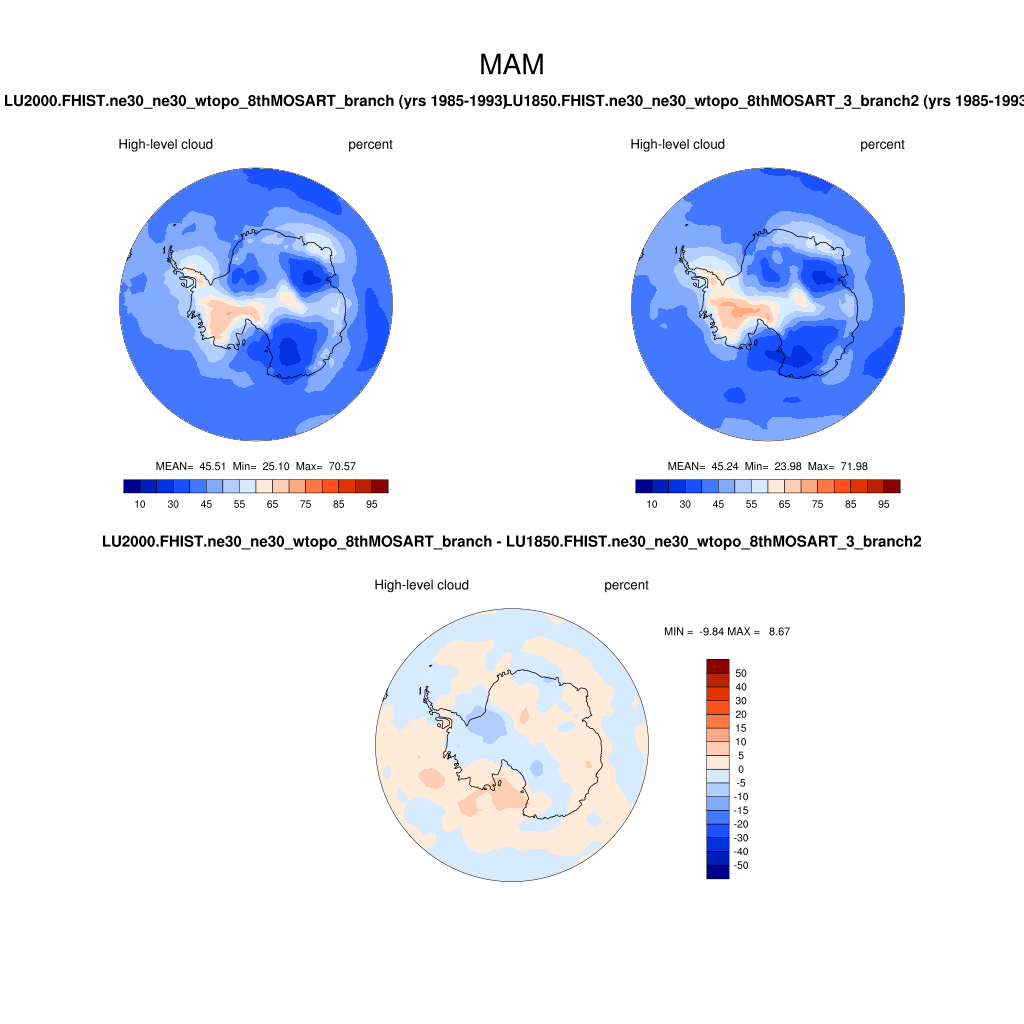 MAM
LU2000.FHIST.ne30_ne30_wtopo_8thMOSART_branch (yrs 1985-1993)
LU1850.FHIST.ne30_ne30_wtopo_8thMOSART_3_branch2 (yrs 1985-1993
High-level cloud percent
High-level cloud percent
MEAN= 45.51 Min= 25.10 Max= 70.57
MEAN= 45.24 Min= 23.98 Max= 71.98
10 30 45 55 65 75 85 95
10 30 45 55 65 75 85 95
LU2000.FHIST.ne30_ne30_wtopo_8thMOSART_branch - LU1850.FHIST.ne30_ne30_wtopo_8thMOSART_3_branch2
High-level cloud percent
MIN = -9.84 MAX = 8.67
50
40
30
20
15
10
5
0
-5
-10
-15
-20
-30
-40
-50